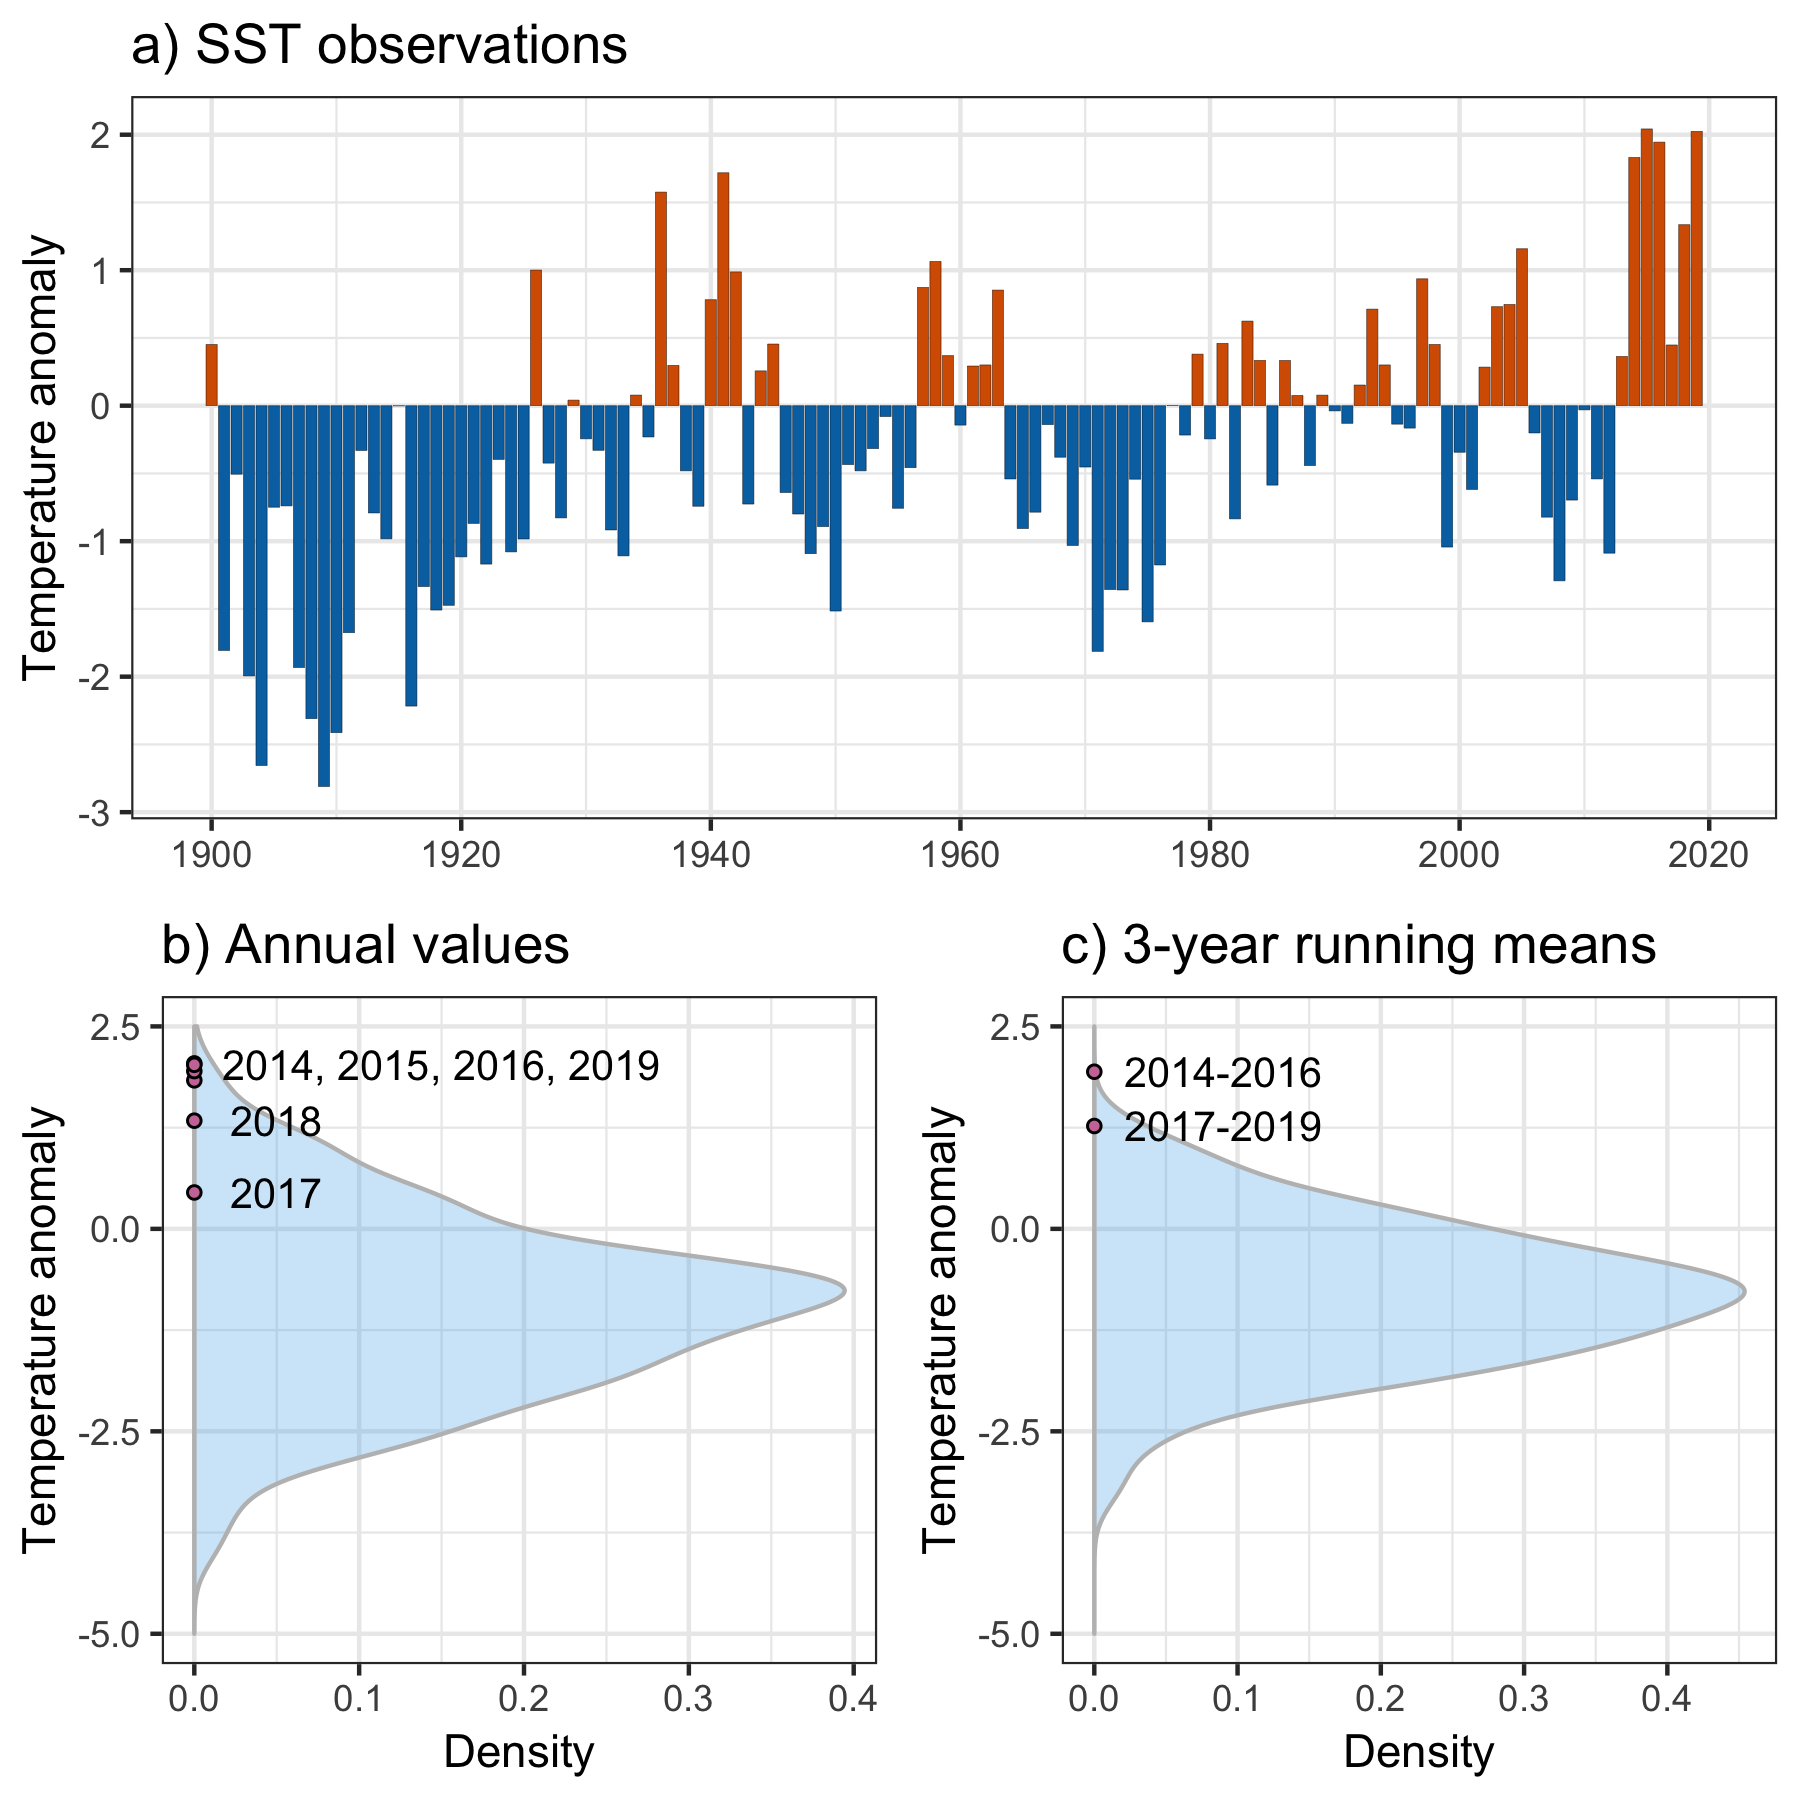 a) SST observations
Temperature anomaly
2
1
0
-1
-2
-3
1900 1920 1940 1960 1980 2000 2020
b) Annual values
Temperature anomaly
2.5
0.0
-2.5
-5.0
2014, 2015, 2016, 2019
2018
2017
0.0 0.1 0.2 0.3 0.4
Density
c) 3-year running means
Temperature anomaly
2.5
0.0
-2.5
-5.0
2014-2016
2017-2019
0.0 0.1 0.2 0.3 0.4
Density